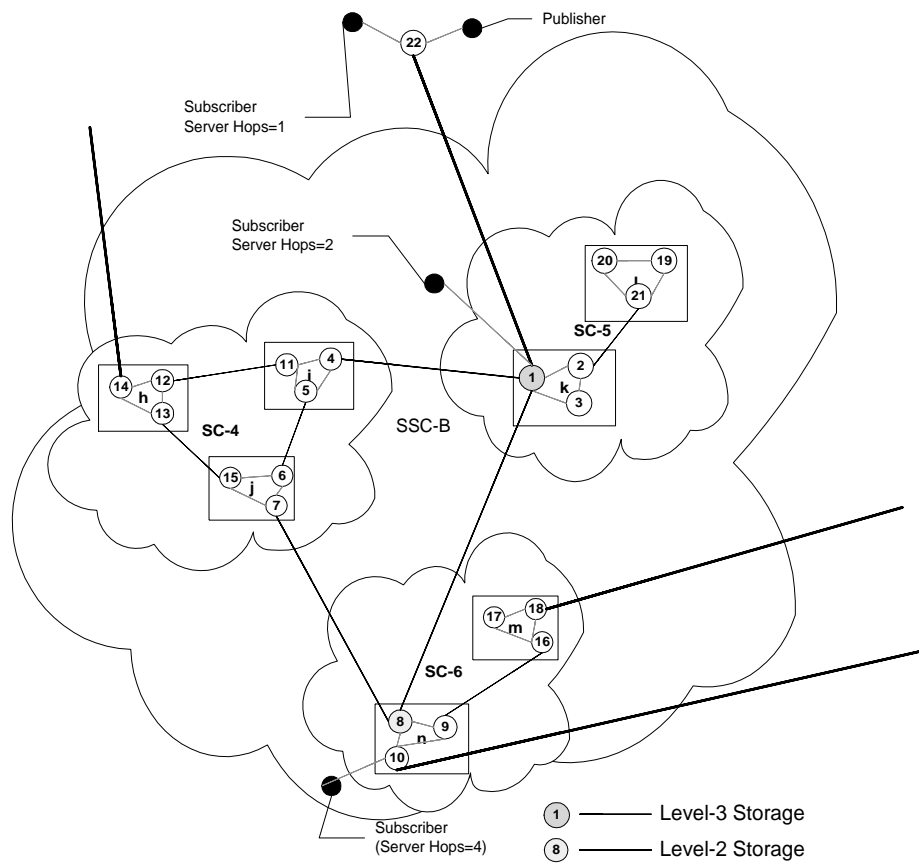 Publisher
22
Subscriber
Server Hops=1
Subscriber
Server Hops=2
20
19
l
21
SC-5
11
4
i
5
14
12
h
13
1
2
k
3
SC-4
SSC-B
15
6
j
7
17
18
m
16
SC-6
8
9
n
10
Subscriber
(Server Hops=4)
1 Level-3 Storage
8 Level-2 Storage